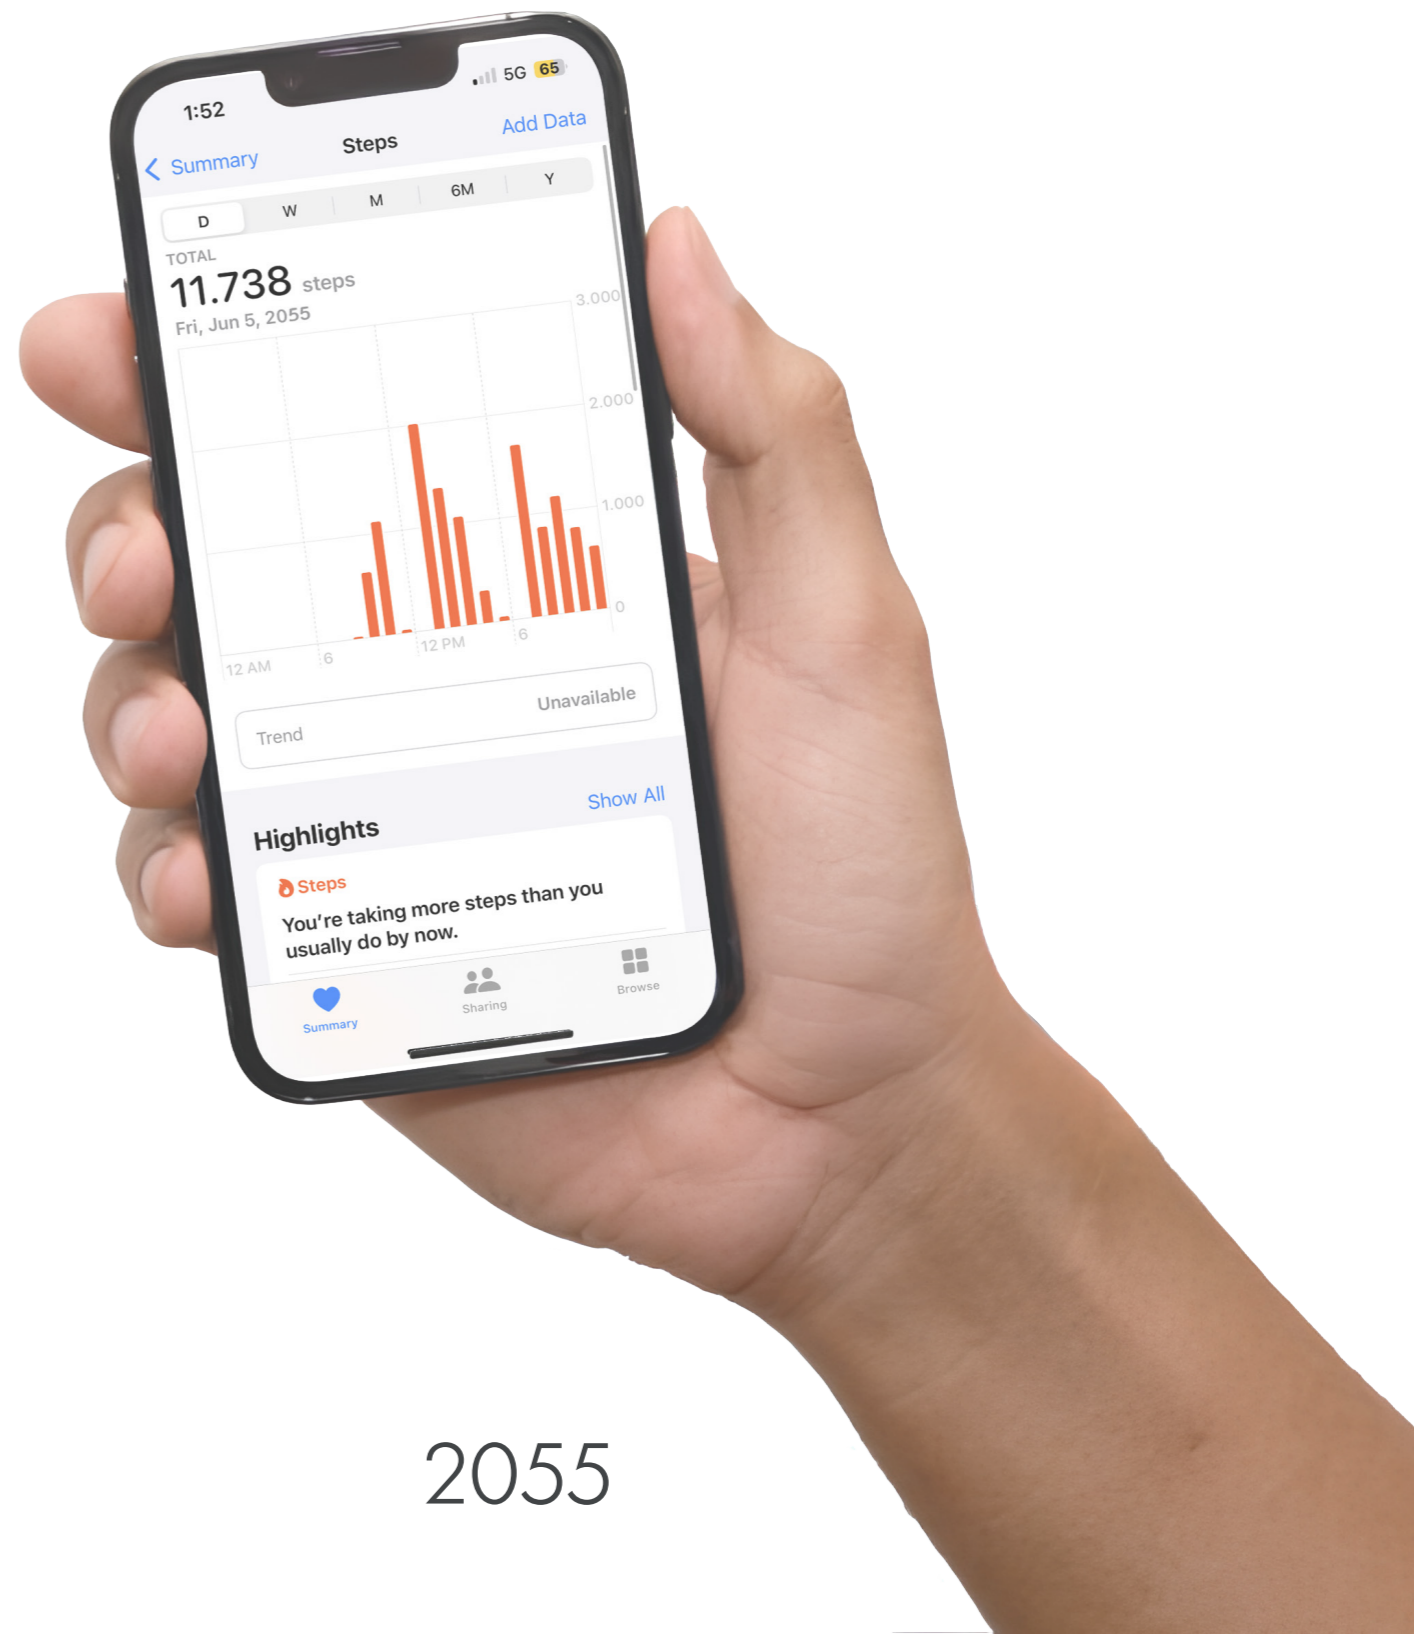 1:52
5G 65
Summary
Steps
Add Data
D W M 6M Y
TOTAL
11.738 steps
Fri, Jun 5, 2055
3.000
2.000
1.000
0
12 AM 6 12 PM 6
Trend Unavailable
Highlights Show All
Steps
You're taking more steps than you
usually do by now.
Summary Sharing Browse
2055